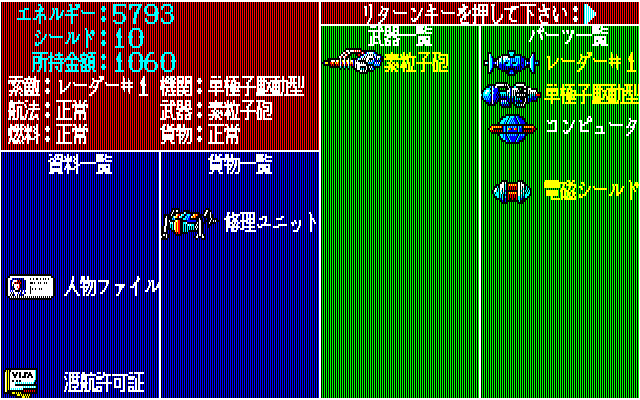 エネルギー:5793
シールド:10
所持金額:1060
索敵:レーダー#1 機関:単極子駆動型
航法:正常 武器:素粒子砲
燃料:正常 貨物:正常
リターンキーを押して下さい:▶
武器一覧
素粒子砲
パーツ一覧
レーダー#1
単極子駆動型
コンピュータ
電磁シールド
資料一覧
人物ファイル
VISA
渡航許可証
貨物一覧
修理ユニット